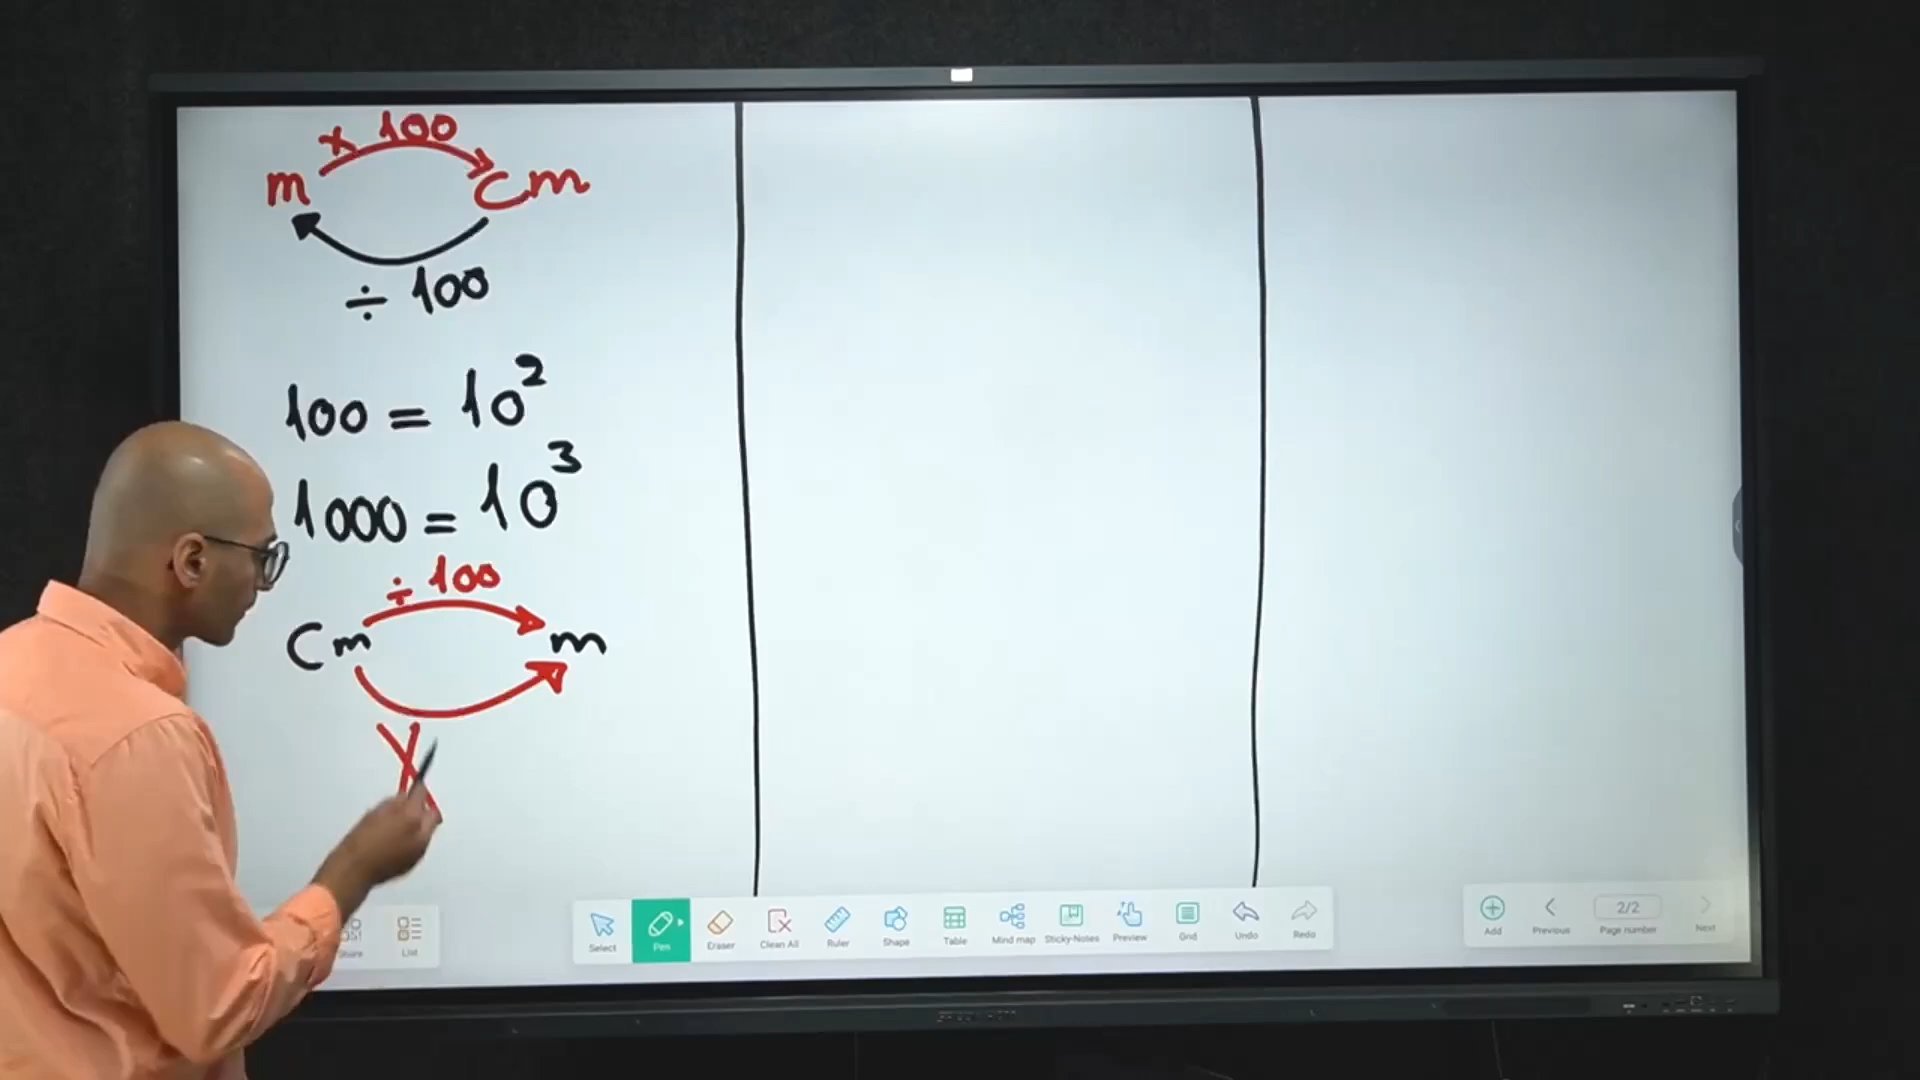 × 100
m cm
÷ 100
100 = 10²
1000 = 10³
÷ 100
Cm m
X
Share List
Select Pen Eraser Clean All Ruler Shape Table Mind map Sticky-Notes Preview Grid Undo Redo
Add Previous 2/2 Page number Next